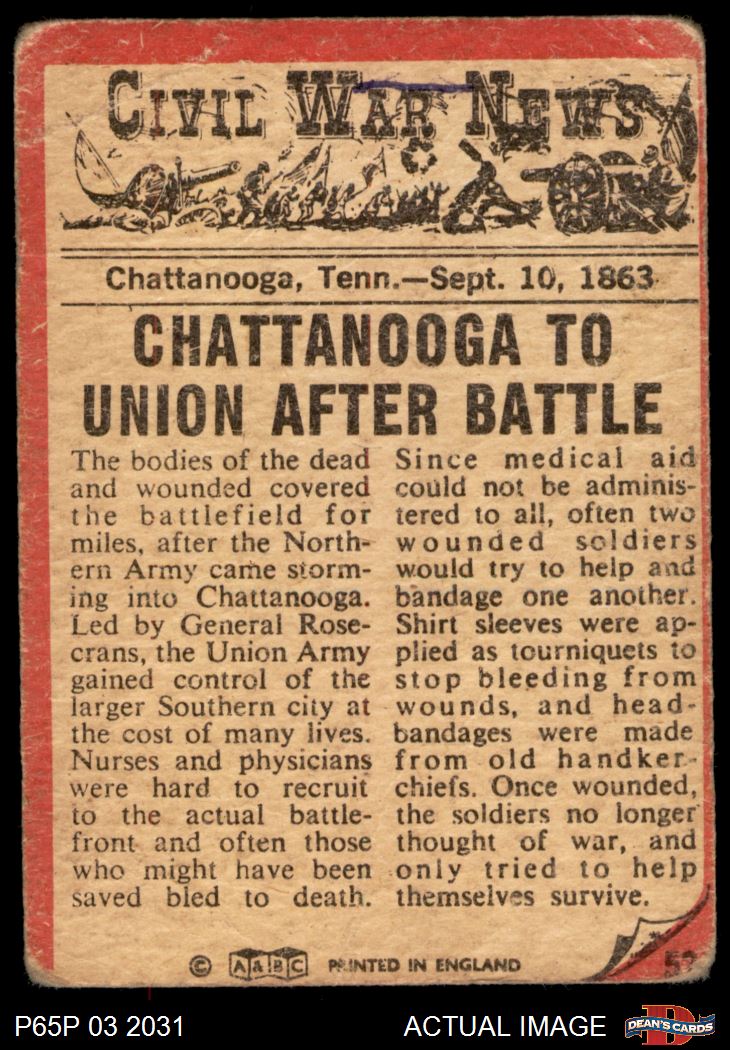 CIVIL WAR NEWS
Chattanooga, Tenn.—Sept. 10, 1863
CHATTANOOGA TO
UNION AFTER BATTLE
The bodies of the dead
and wounded covered
the battlefield for
miles, after the North-
ern Army came storm-
ing into Chattanooga.
Led by General Rose-
crans, the Union Army
gained control of the
larger Southern city at
the cost of many lives.
Nurses and physicians
were hard to recruit
to the actual battle-
front and often those
who might have been
saved bled to death.
Since medical aid
could not be adminis-
tered to all, often two
wounded soldiers
would try to help and
bandage one another.
Shirt sleeves were ap-
plied as tourniquets to
stop bleeding from
wounds, and head-
bandages were made
from old handker-
chiefs. Once wounded,
the soldiers no longer
thought of war, and
only tried to help
themselves survive.
© A&BC PRINTED IN ENGLAND
P65P 03 2031
ACTUAL IMAGE
D
DEAN'S CARDS